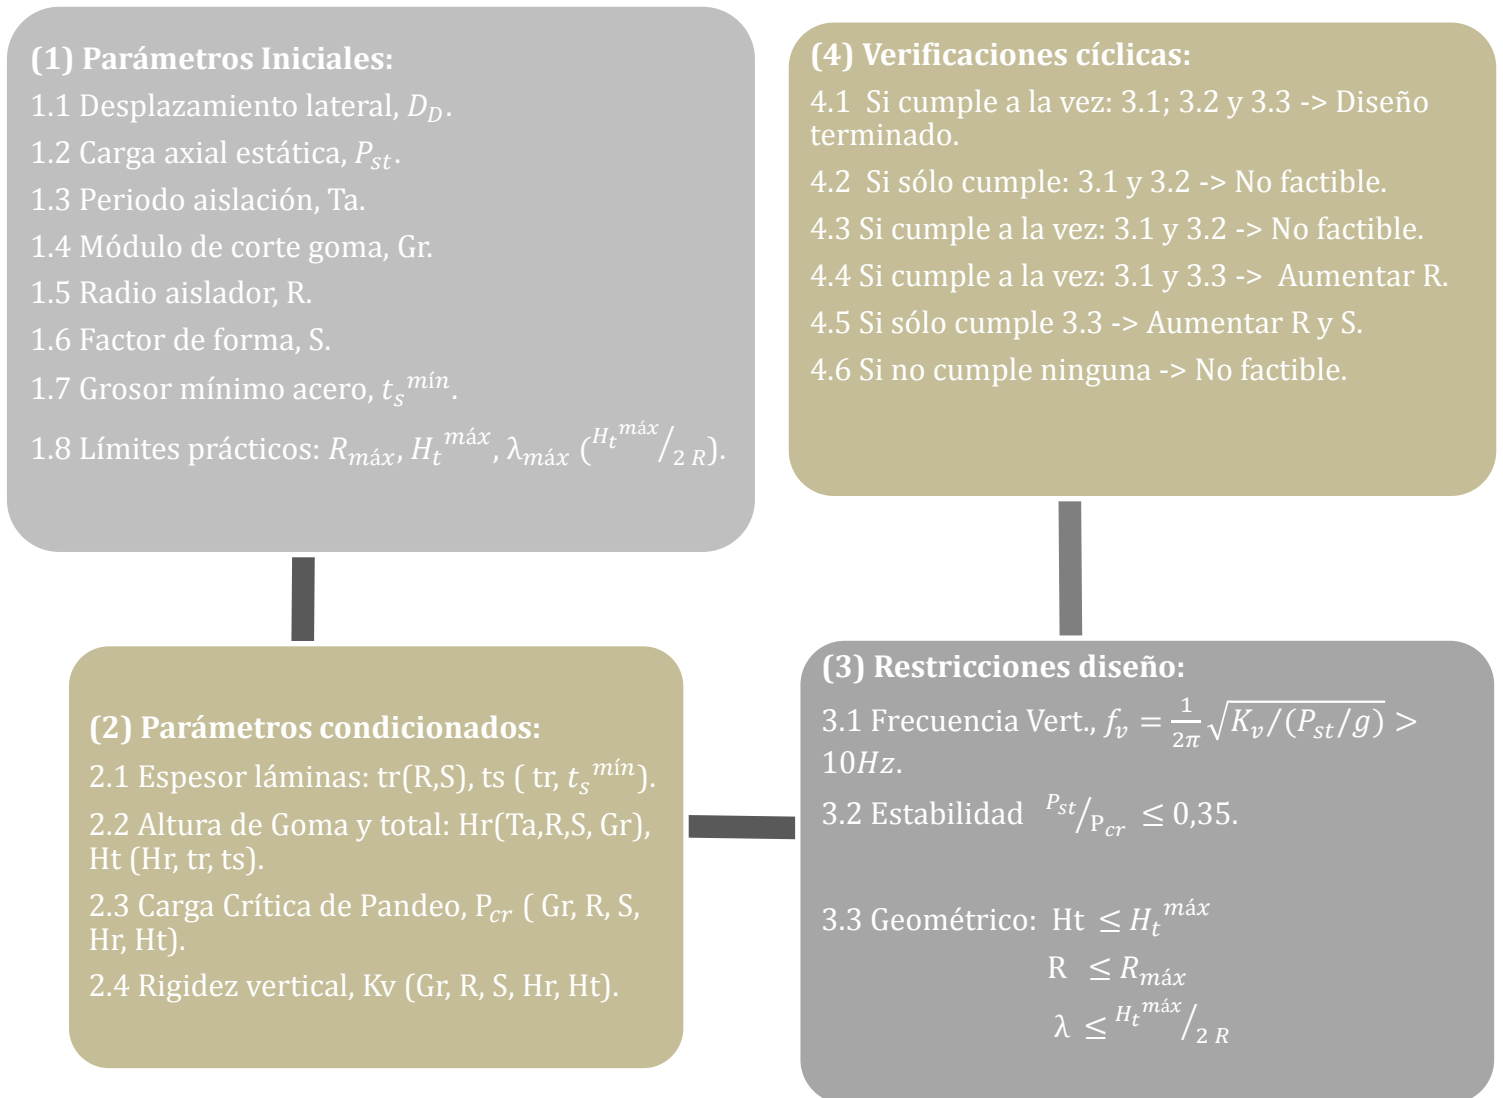 (1) Parámetros Iniciales:
1.1 Desplazamiento lateral, D_D.
1.2 Carga axial estática, P_st.
1.3 Periodo aislación, Ta.
1.4 Módulo de corte goma, Gr.
1.5 Radio aislador, R.
1.6 Factor de forma, S.
1.7 Grosor mínimo acero, t_s^mín.
1.8 Límites prácticos: R_máx, H_t^máx, λ_máx (H_t^máx/2 R).
(2) Parámetros condicionados:
2.1 Espesor láminas: tr(R,S), ts ( tr, t_s^mín).
2.2 Altura de Goma y total: Hr(Ta,R,S, Gr),
Ht (Hr, tr, ts).
2.3 Carga Crítica de Pandeo, P_cr ( Gr, R, S,
Hr, Ht).
2.4 Rigidez vertical, Kv (Gr, R, S, Hr, Ht).
(3) Restricciones diseño:
3.1 Frecuencia Vert., f_v = 1/2π √(K_v/(P_st/g)) >
10Hz.
3.2 Estabilidad P_st/P_cr ≤ 0,35.
3.3 Geométrico: Ht ≤ H_t^máx
R ≤ R_máx
λ ≤ H_t^máx/2 R
(4) Verificaciones cíclicas:
4.1 Si cumple a la vez: 3.1; 3.2 y 3.3 -> Diseño
terminado.
4.2 Si sólo cumple: 3.1 y 3.2 -> No factible.
4.3 Si cumple a la vez: 3.1 y 3.2 -> No factible.
4.4 Si cumple a la vez: 3.1 y 3.3 -> Aumentar R.
4.5 Si sólo cumple 3.3 -> Aumentar R y S.
4.6 Si no cumple ninguna -> No factible.